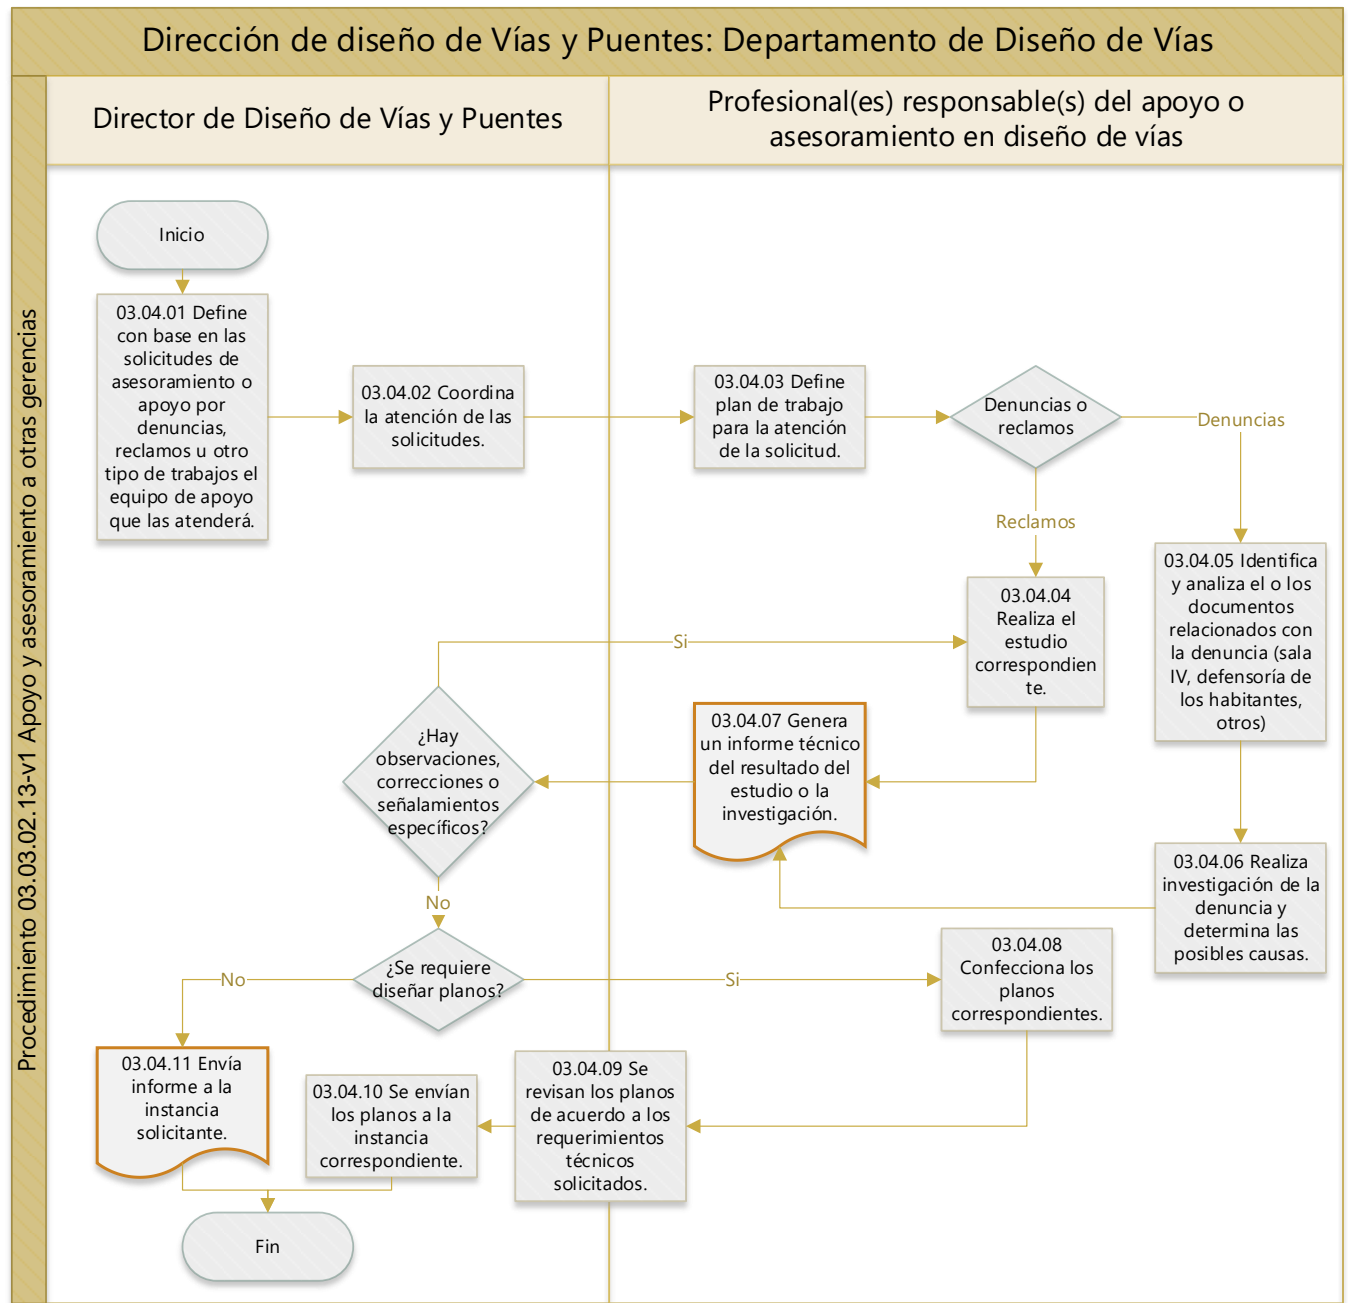 Dirección de diseño de Vías y Puentes: Departamento de Diseño de Vías
Procedimiento 03.03.02.13-v1 Apoyo y asesoramiento a otras gerencias
Director de Diseño de Vías y Puentes
Profesional(es) responsable(s) del apoyo o
asesoramiento en diseño de vías
Inicio
03.04.01 Define
con base en las
solicitudes de
asesoramiento o
apoyo por
denuncias,
reclamos u otro
tipo de trabajos el
equipo de apoyo
que las atenderá.
03.04.02 Coordina
la atención de las
solicitudes.
03.04.03 Define
plan de trabajo
para la atención
de la solicitud.
Denuncias o
reclamos
Denuncias
Reclamos
03.04.04
Realiza el
estudio
correspondien
te.
03.04.05 Identifica
y analiza el o los
documentos
relacionados con
la denuncia (sala
IV, defensoría de
los habitantes,
otros)
Si
¿Hay
observaciones,
correcciones o
señalamientos
específicos?
03.04.07 Genera
un informe técnico
del resultado del
estudio o la
investigación.
03.04.06 Realiza
investigación de la
denuncia y
determina las
posibles causas.
No
¿Se requiere
diseñar planos?
No
Si
03.04.08
Confecciona los
planos
correspondientes.
03.04.11 Envía
informe a la
instancia
solicitante.
03.04.10 Se envían
los planos a la
instancia
correspondiente.
03.04.09 Se
revisan los planos
de acuerdo a los
requerimientos
técnicos
solicitados.
Fin